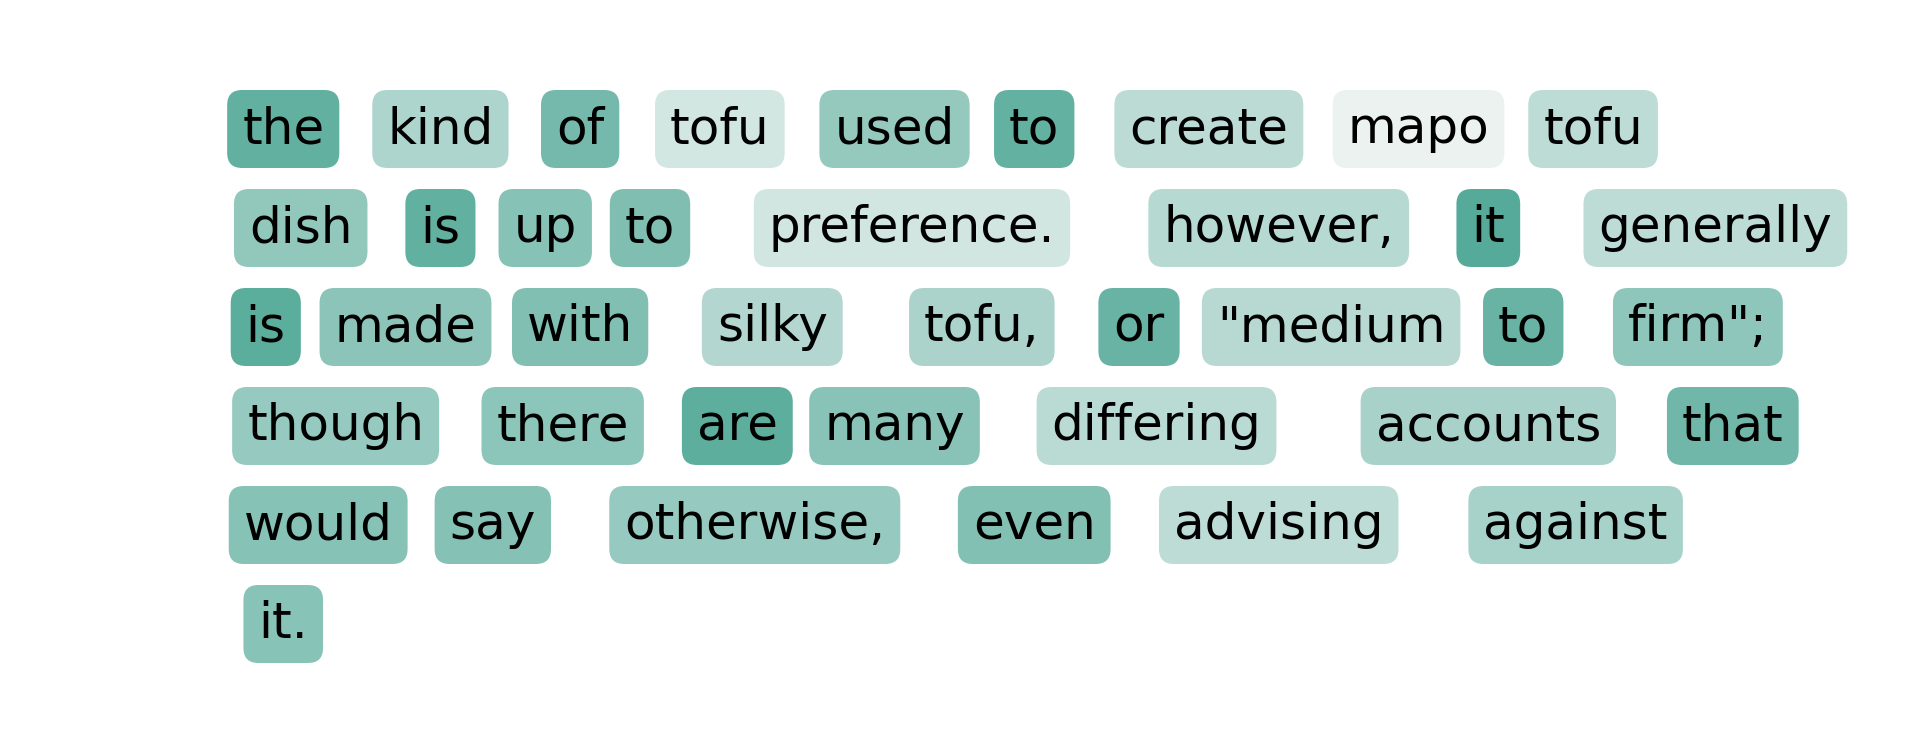 the kind of tofu used to create mapo tofu
dish is up to preference. however, it generally
is made with silky tofu, or "medium to firm";
though there are many differing accounts that
would say otherwise, even advising against
it.